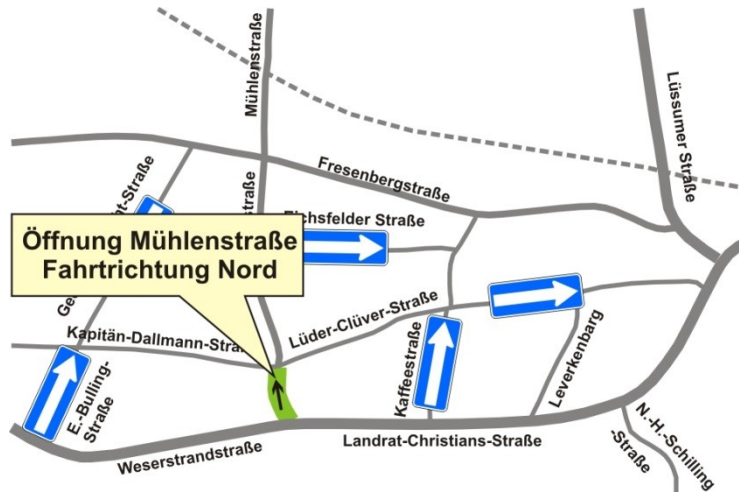 Mühlenstraße
Lüssumer Straße
Fresenbergstraße
Eichsfelder Straße
Öffnung Mühlenstraße
Fahrtrichtung Nord
Kapitän-Dallmann-Straße
Lüder-Clüver-Straße
E.-Bulling-
Straße
Kaffeestraße
Leverkenbarg
N.-H.-Schilling
-Straße
Weserstrandstraße
Landrat-Christians-Straße